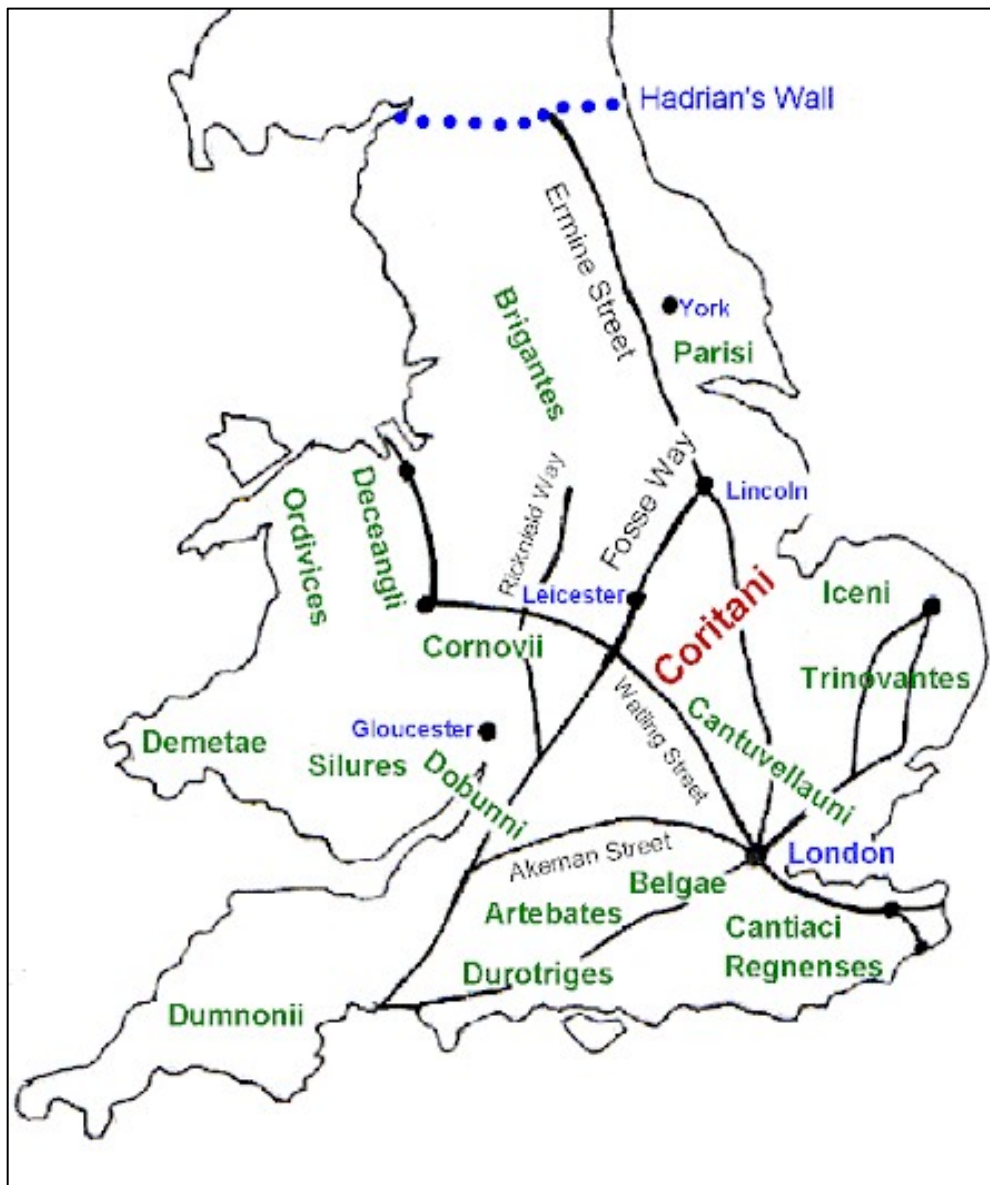 Hadrian's Wall
Ermine Street
York
Parisi
Brigantes
Ricknield Way
Fosse Way
Lincoln
Deceangli
Ordivices
Leicester
Coritani
Iceni
Cornovii
Trinovantes
Watling Street
Cantuvellauni
Gloucester
Demetae
Silures
Dobunni
Akeman Street
London
Belgae
Artebates
Cantiaci
Regnenses
Durotriges
Dumnonii